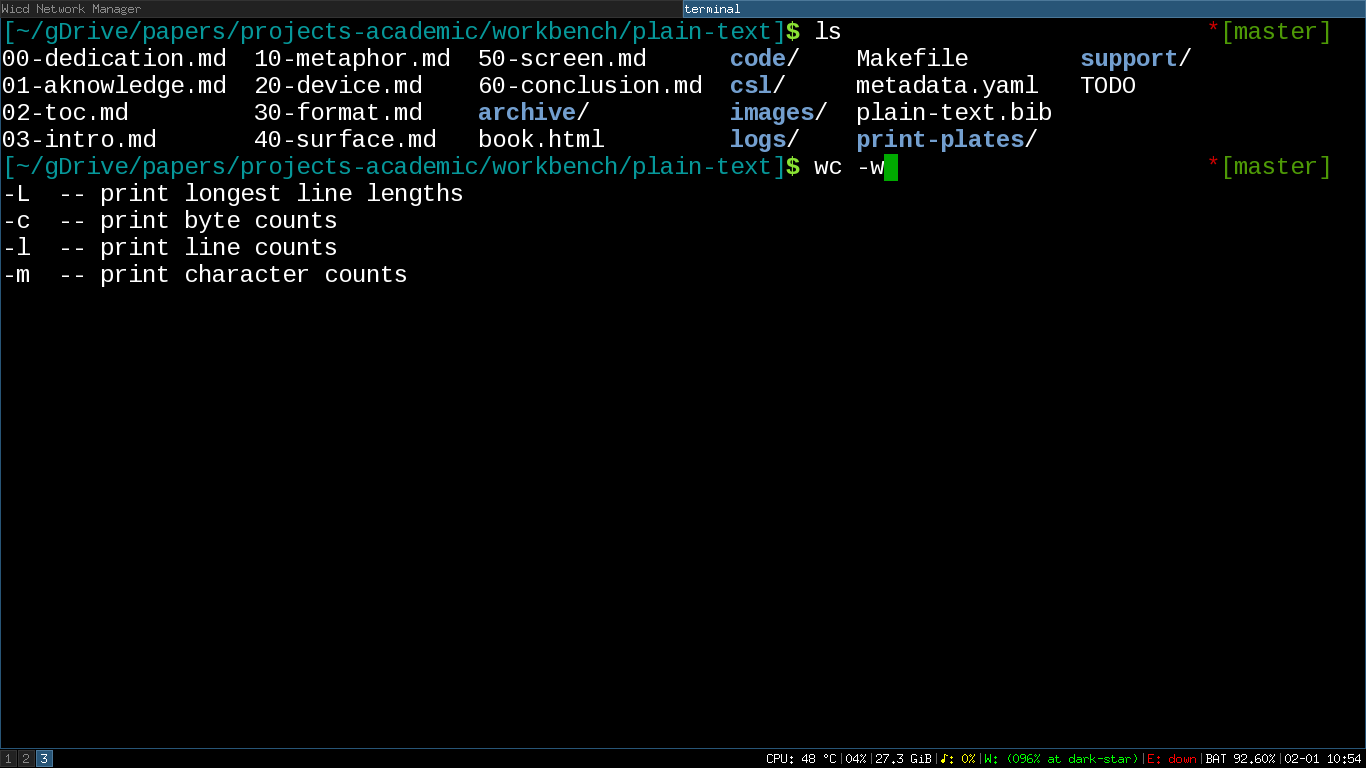 Wicd Network Manager terminal
[~/gDrive/papers/projects-academic/workbench/plain-text]$ ls *[master]
00-dedication.md 10-metaphor.md 50-screen.md code/ Makefile support/
01-aknowledge.md 20-device.md 60-conclusion.md csl/ metadata.yaml TODO
02-toc.md 30-format.md archive/ images/ plain-text.bib
03-intro.md 40-surface.md book.html logs/ print-plates/
[~/gDrive/papers/projects-academic/workbench/plain-text]$ wc -w *[master]
-L -- print longest line lengths
-c -- print byte counts
-l -- print line counts
-m -- print character counts
1 2 3 CPU: 48 °C|04%|27.3 GiB|♪: 0%|W: (096% at dark-star)|E: down|BAT 92.60%|02-01 10:54